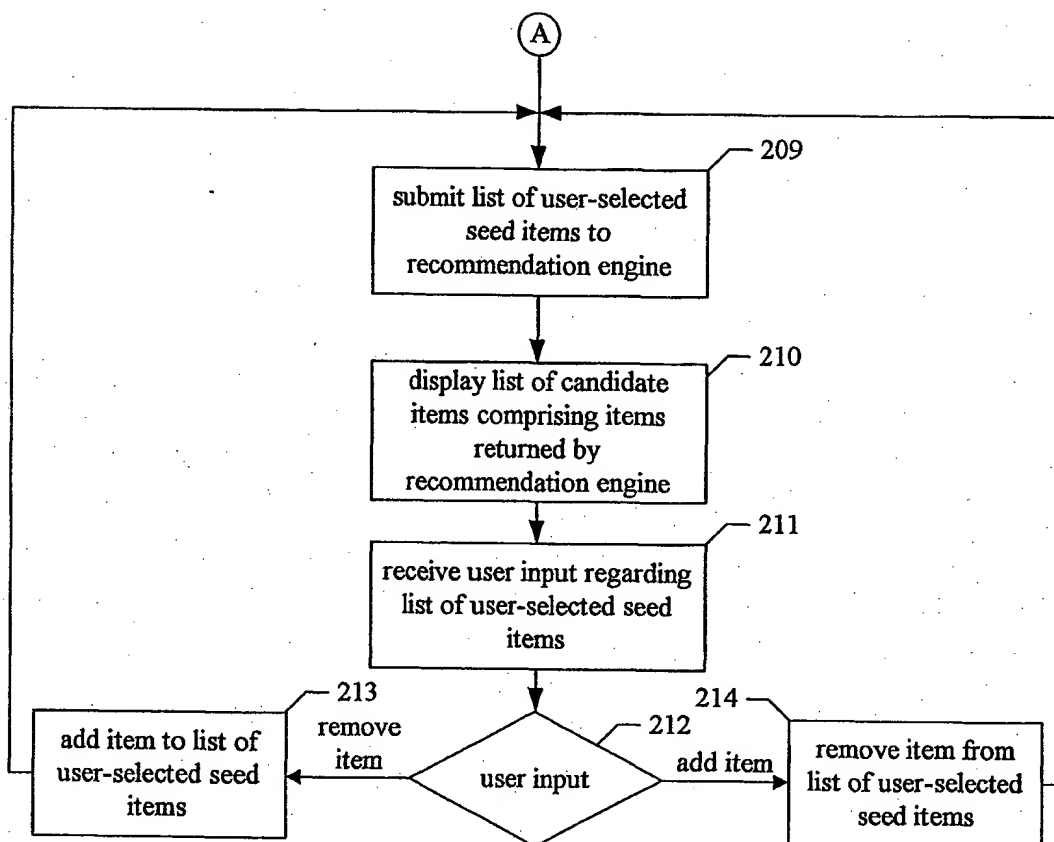 A
209
submit list of user-selected
seed items to
recommendation engine
210
display list of candidate
items comprising items
returned by
recommendation engine
211
receive user input regarding
list of user-selected seed
items
213
add item to list of
user-selected seed
items
remove
item
212
user input
add item
214
remove item from
list of user-selected
seed items